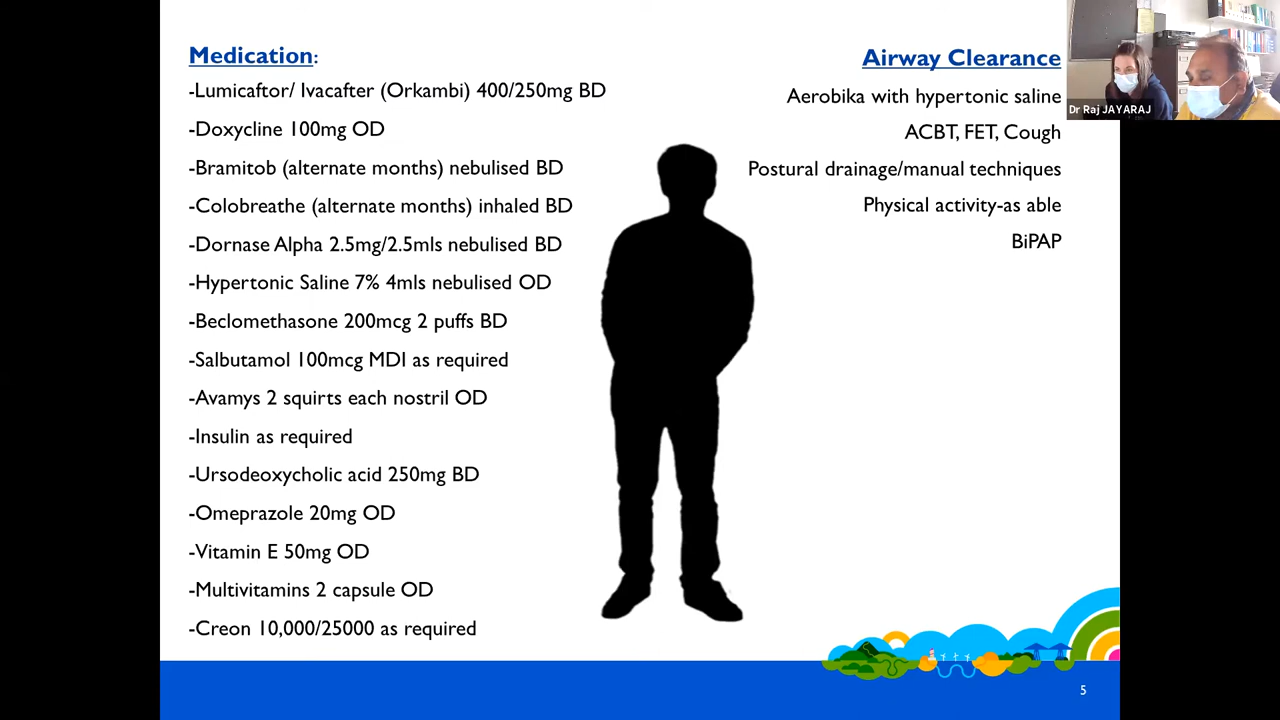 Medication:
-Lumicaftor/ Ivacafter (Orkambi) 400/250mg BD
-Doxycline 100mg OD
-Bramitob (alternate months) nebulised BD
-Colobreathe (alternate months) inhaled BD
-Dornase Alpha 2.5mg/2.5mls nebulised BD
-Hypertonic Saline 7% 4mls nebulised OD
-Beclomethasone 200mcg 2 puffs BD
-Salbutamol 100mcg MDI as required
-Avamys 2 squirts each nostril OD
-Insulin as required
-Ursodeoxycholic acid 250mg BD
-Omeprazole 20mg OD
-Vitamin E 50mg OD
-Multivitamins 2 capsule OD
-Creon 10,000/25000 as required
Airway Clearance
Aerobika with hypertonic saline
ACBT, FET, Cough
Postural drainage/manual techniques
Physical activity-as able
BiPAP
Dr Raj JAYARAJ
5